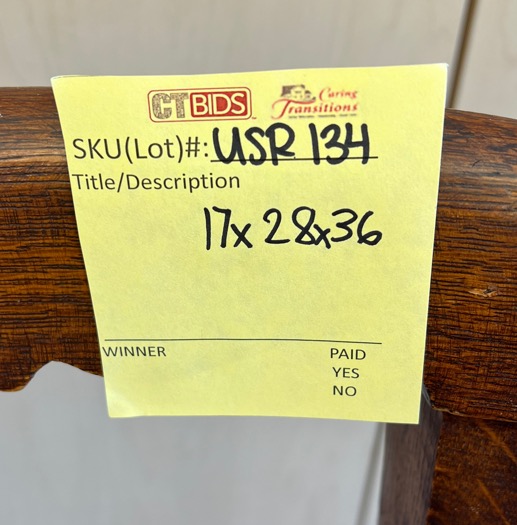 CTBIDS Caring Transitions
SKU(Lot)#: USR 134
Title/Description
17x 28x36
WINNER PAID
YES
NO